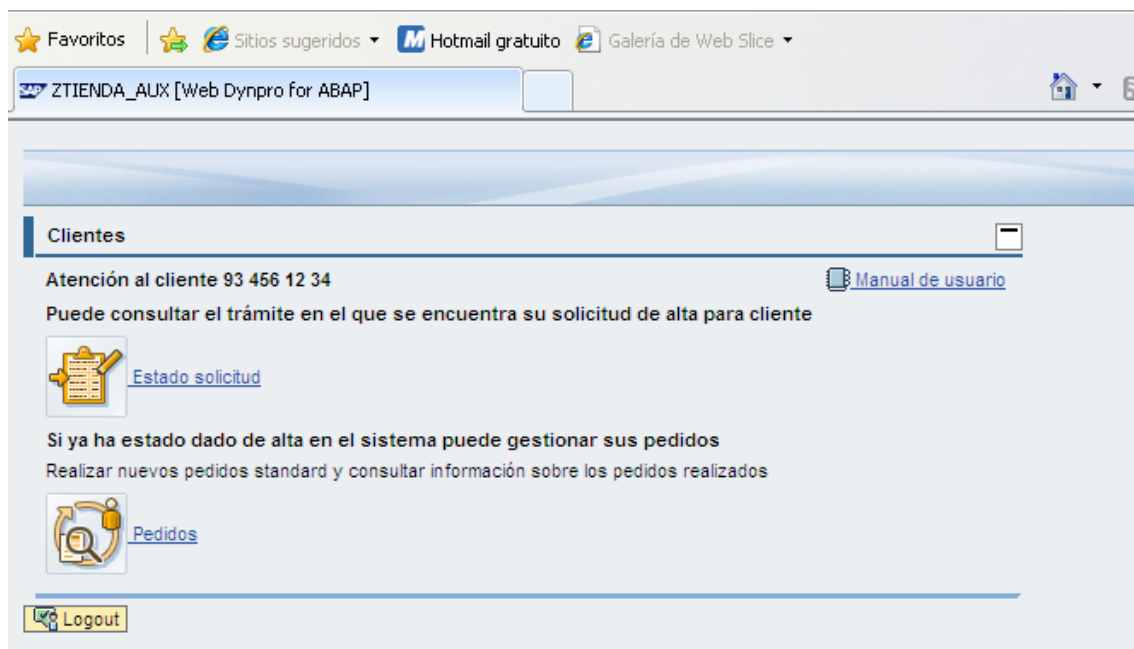 Favoritos Sitios sugeridos Hotmail gratuito Galería de Web Slice
SAP ZTIENDA_AUX [Web Dynpro for ABAP]
Clientes
Atención al cliente 93 456 12 34 Manual de usuario
Puede consultar el trámite en el que se encuentra su solicitud de alta para cliente
Estado solicitud
Si ya ha estado dado de alta en el sistema puede gestionar sus pedidos
Realizar nuevos pedidos standard y consultar información sobre los pedidos realizados
Pedidos
Logout